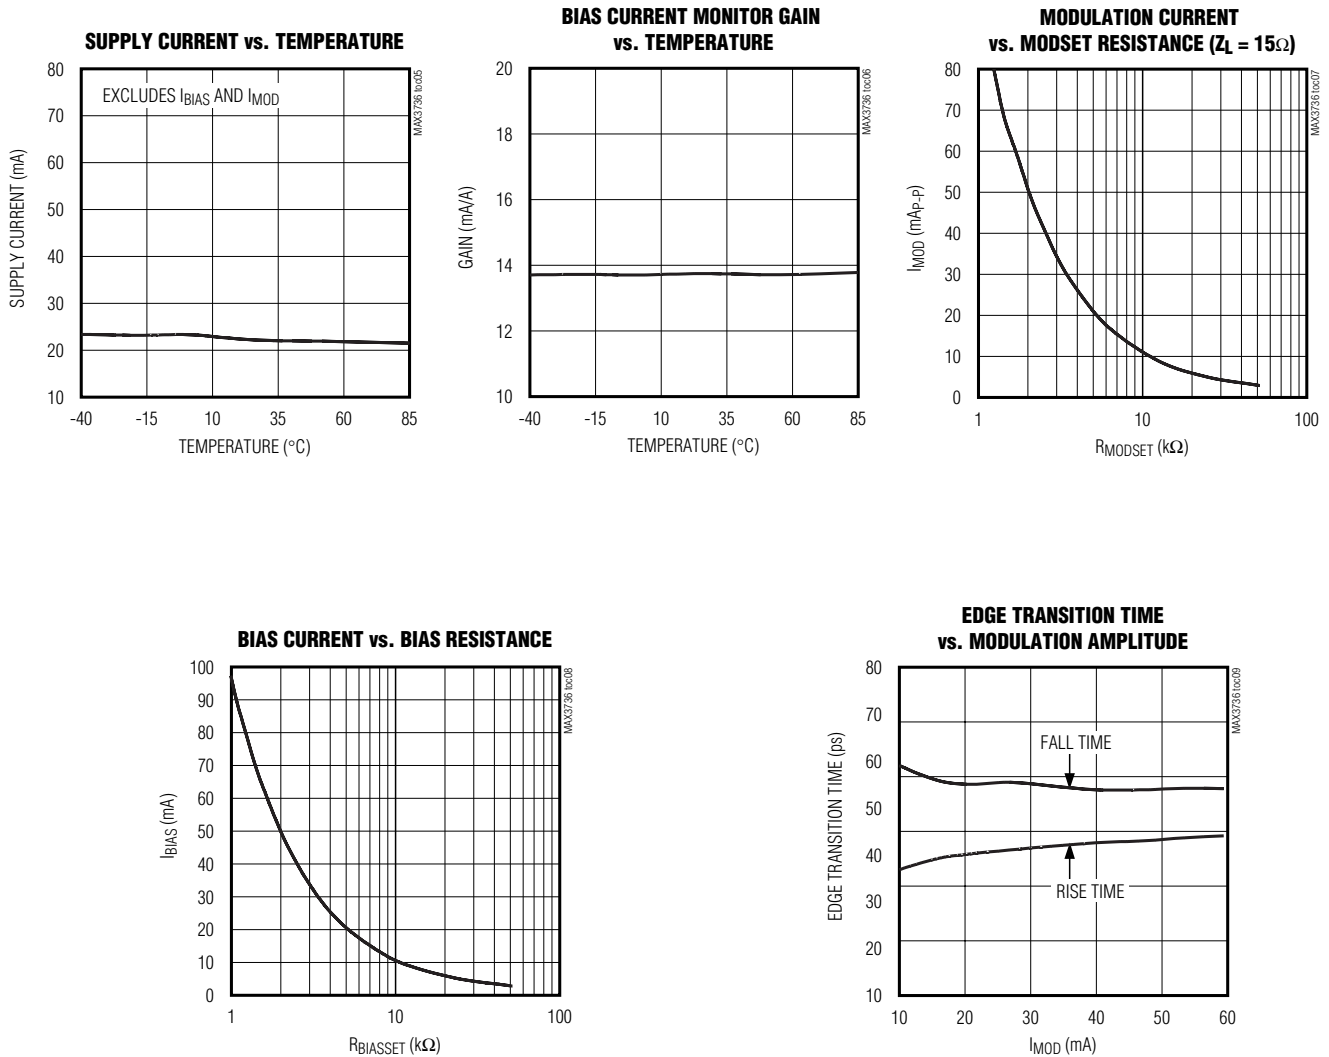 SUPPLY CURRENT vs. TEMPERATURE
EXCLUDES IBIAS AND IMOD
SUPPLY CURRENT (mA)
80
70
60
50
40
30
20
10
-40 -15 10 35 60 85
TEMPERATURE (°C)
MAX3736 toc05
BIAS CURRENT MONITOR GAIN
vs. TEMPERATURE
GAIN (mA/A)
20
18
16
14
12
10
-40 -15 10 35 60 85
TEMPERATURE (°C)
MAX3736 toc06
MODULATION CURRENT
vs. MODSET RESISTANCE (ZL = 15Ω)
IMOD (mAP-P)
80
70
60
50
40
30
20
10
0
1 10 100
RMODSET (kΩ)
MAX3736 toc07
BIAS CURRENT vs. BIAS RESISTANCE
IBIAS (mA)
100
90
80
70
60
50
40
30
20
10
0
1 10 100
RBIASSET (kΩ)
MAX3736 toc08
EDGE TRANSITION TIME
vs. MODULATION AMPLITUDE
EDGE TRANSITION TIME (ps)
80
70
60
50
40
30
20
10
FALL TIME
RISE TIME
10 20 30 40 50 60
IMOD (mA)
MAX3736 toc09